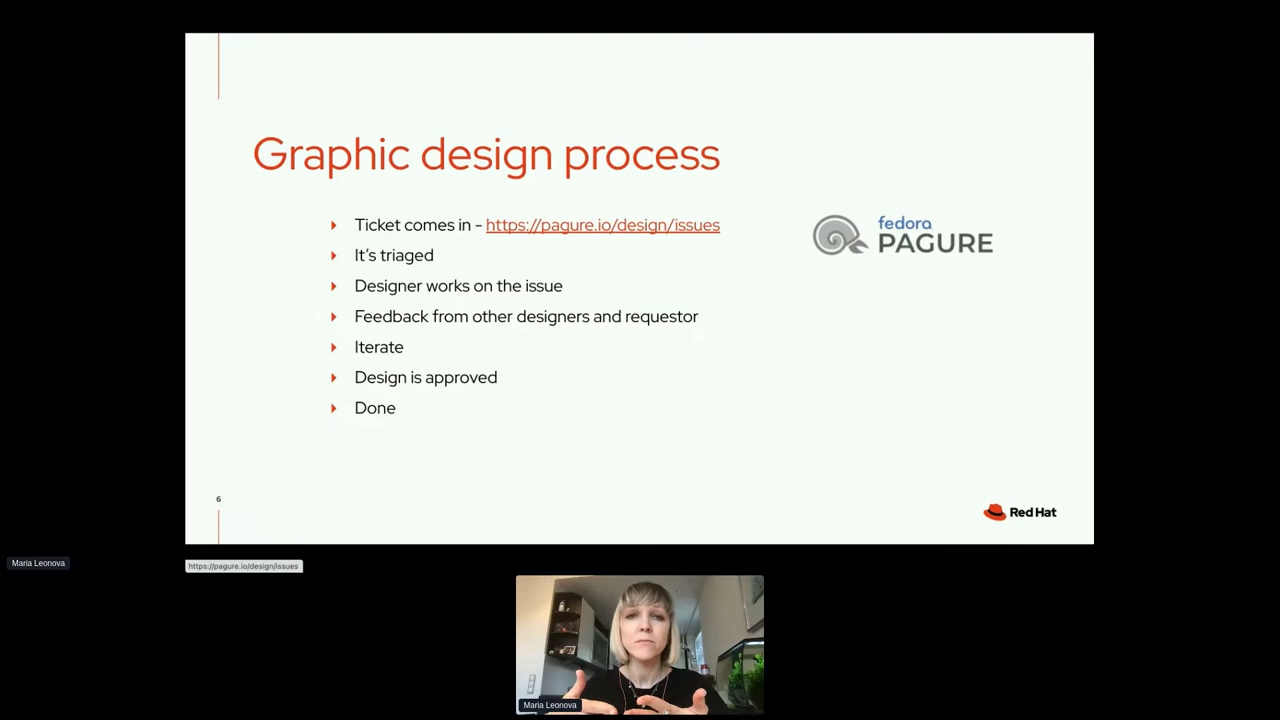 Graphic design process
Ticket comes in - https://pagure.io/design/issues
It's triaged
Designer works on the issue
Feedback from other designers and requestor
Iterate
Design is approved
Done
fedora
PAGURE
6
Red Hat
Maria Leonova
https://pagure.io/design/issues
Maria Leonova